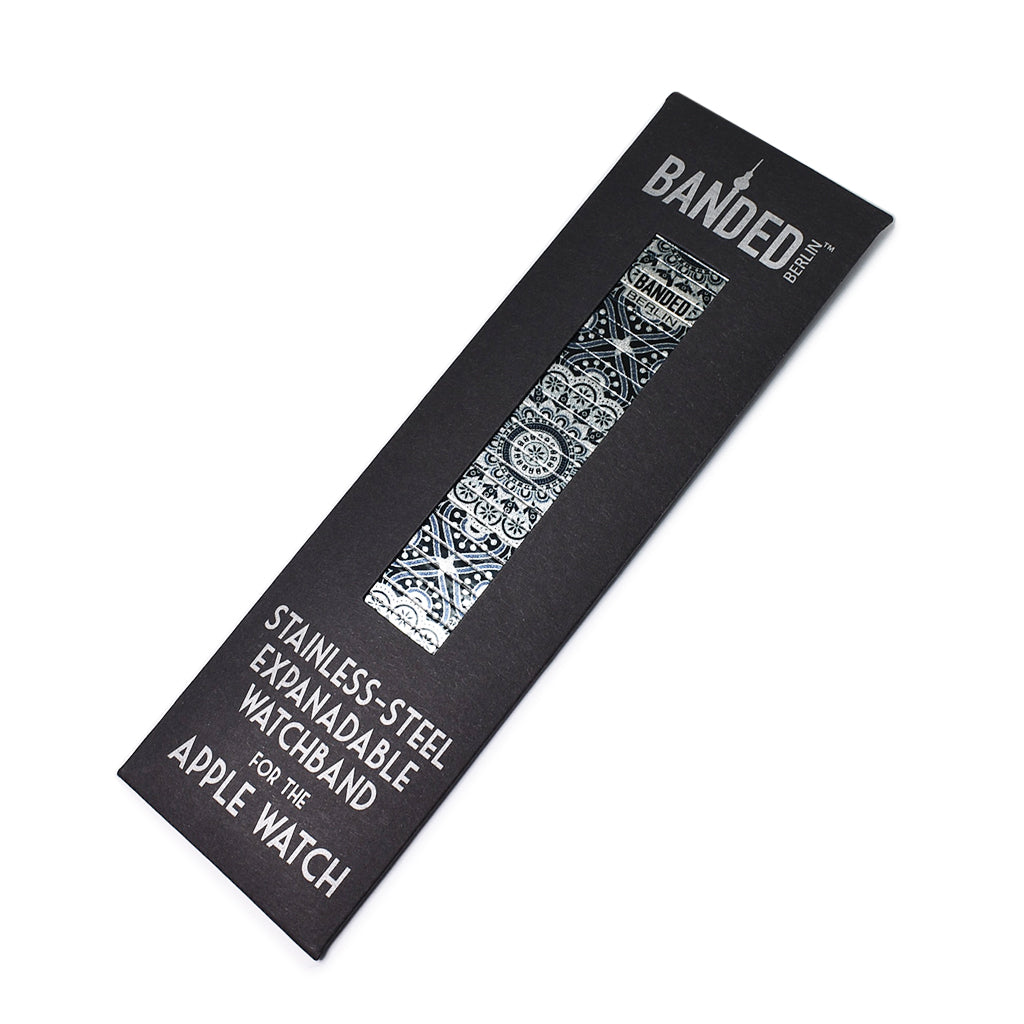 BANDED
BERLIN™
BANDED
BERLIN
STAINLESS-STEEL
EXPANADABLE
WATCHBAND
FOR THE
APPLE WATCH